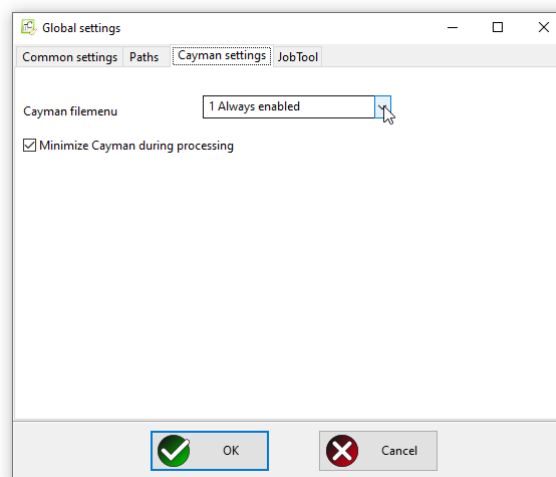 Global settings
Common settings Paths Cayman settings JobTool
Cayman filemenu 1 Always enabled
Minimize Cayman during processing
OK Cancel